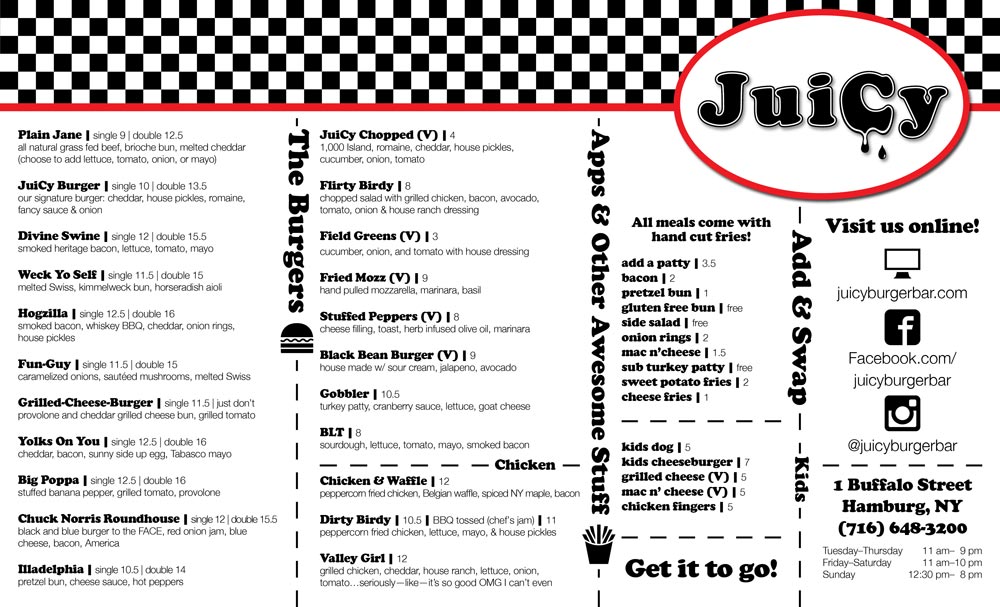 JuiCy
Plain Jane | single 9 | double 12.5
all natural grass fed beef, brioche bun, melted cheddar
(choose to add lettuce, tomato, onion, or mayo)
JuiCy Burger | single 10 | double 13.5
our signature burger: cheddar, house pickles, romaine,
fancy sauce & onion
Divine Swine | single 12 | double 15.5
smoked heritage bacon, lettuce, tomato, mayo
Weck Yo Self | single 11.5 | double 15
melted Swiss, kimmelweck bun, horseradish aioli
Hogzilla | single 12.5 | double 16
smoked bacon, whiskey BBQ, cheddar, onion rings,
house pickles
Fun-Guy | single 11.5 | double 15
caramelized onions, sautéed mushrooms, melted Swiss
Grilled-Cheese-Burger | single 11.5 | just don't
provolone and cheddar grilled cheese bun, grilled tomato
Yolks On You | single 12.5 | double 16
cheddar, bacon, sunny side up egg, Tabasco mayo
Big Poppa | single 12.5 | double 16
stuffed banana pepper, grilled tomato, provolone
Chuck Norris Roundhouse | single 12 | double 15.5
black and blue burger to the FACE, red onion jam, blue
cheese, bacon, America
Illadelphia | single 10.5 | double 14
pretzel bun, cheese sauce, hot peppers
The Burgers
JuiCy Chopped (V) | 4
1,000 Island, romaine, cheddar, house pickles,
cucumber, onion, tomato
Flirty Birdy | 8
chopped salad with grilled chicken, bacon, avocado,
tomato, onion & house ranch dressing
Field Greens (V) | 3
cucumber, onion, and tomato with house dressing
Fried Mozz (V) | 9
hand pulled mozzarella, marinara, basil
Stuffed Peppers (V) | 8
cheese filling, toast, herb infused olive oil, marinara
Black Bean Burger (V) | 9
house made w/ sour cream, jalapeno, avocado
Gobbler | 10.5
turkey patty, cranberry sauce, lettuce, goat cheese
BLT | 8
sourdough, lettuce, tomato, mayo, smoked bacon
Chicken
Chicken & Waffle | 12
peppercorn fried chicken, Belgian waffle, spiced NY maple, bacon
Dirty Birdy | 10.5 | BBQ tossed (chef's jam) | 11
peppercorn fried chicken, lettuce, mayo, & house pickles
Valley Girl | 12
grilled chicken, cheddar, house ranch, lettuce, onion,
tomato...seriously—like—it's so good OMG I can't even
Apps & Other Awesome Stuff
All meals come with
hand cut fries!
add a patty | 3.5
bacon | 2
pretzel bun | 1
gluten free bun | free
side salad | free
onion rings | 2
mac n'cheese | 1.5
sub turkey patty | free
sweet potato fries | 2
cheese fries | 1
Add & Swap
kids dog | 5
kids cheeseburger | 7
grilled cheese (V) | 5
mac n' cheese (V) | 5
chicken fingers | 5
Kids
Get it to go!
Visit us online!
juicyburgerbar.com
Facebook.com/
juicyburgerbar
@juicyburgerbar
1 Buffalo Street
Hamburg, NY
(716) 648-3200
Tuesday–Thursday 11 am– 9 pm
Friday–Saturday 11 am–10 pm
Sunday 12:30 pm– 8 pm